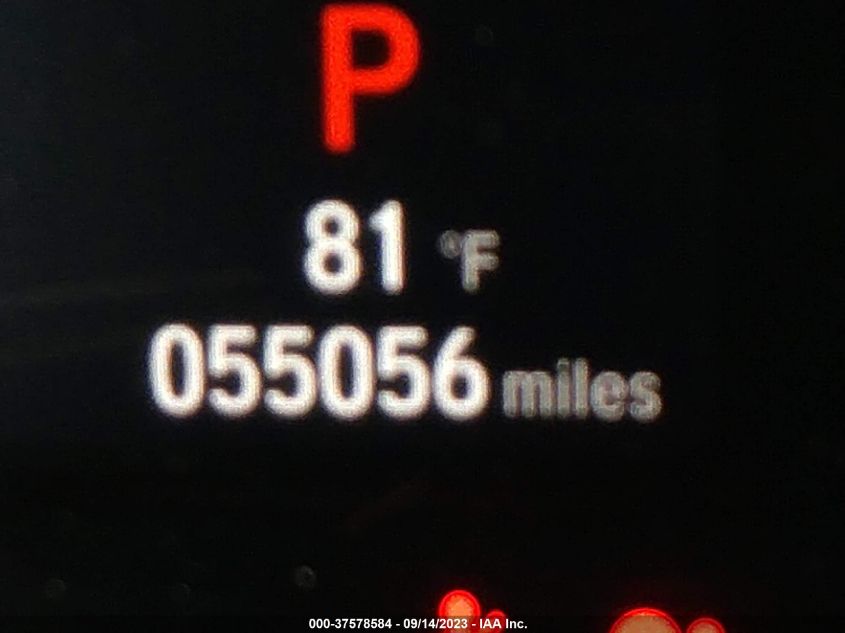 P
81 °F
055056 miles
000-37578584 - 09/14/2023 - IAA Inc.